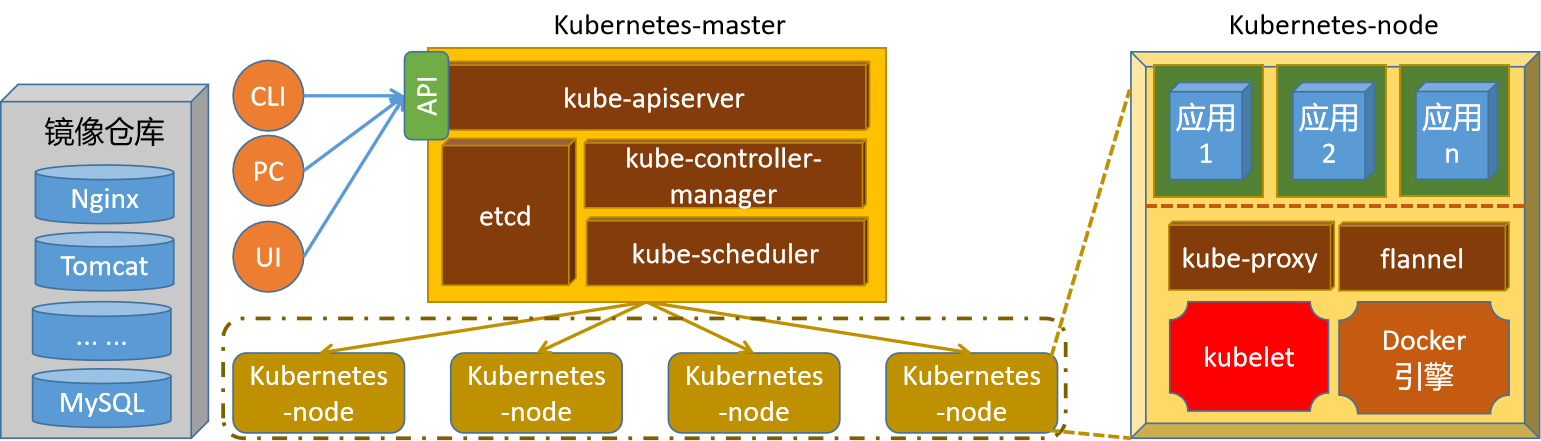 镜像仓库
Nginx
Tomcat
... ...
MySQL
CLI
PC
UI
Kubernetes-master
API
kube-apiserver
etcd
kube-controller-
manager
kube-scheduler
Kubernetes
-node
Kubernetes
-node
Kubernetes
-node
Kubernetes
-node
Kubernetes-node
应用
1
应用
2
应用
n
kube-proxy
flannel
kubelet
Docker
引擎